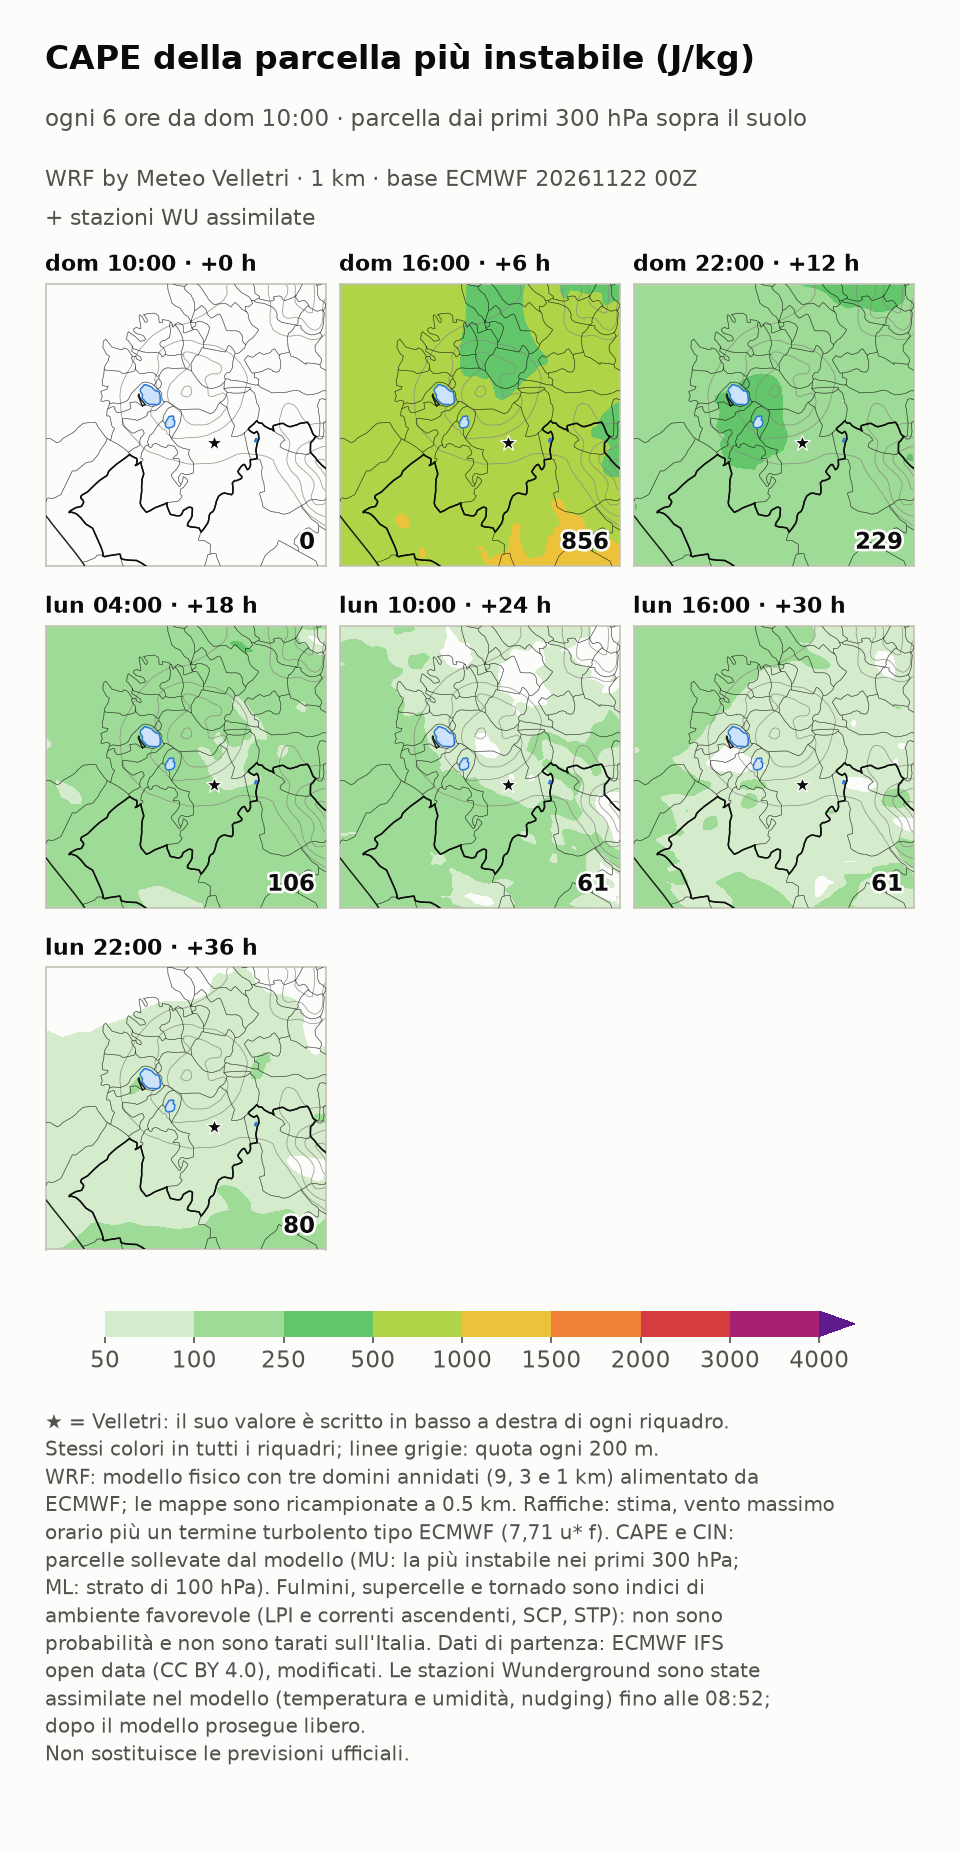 CAPE della parcella più instabile (J/kg)
ogni 6 ore da dom 10:00 · parcella dai primi 300 hPa sopra il suolo
WRF by Meteo Velletri · 1 km · base ECMWF 20261122 00Z
+ stazioni WU assimilate
dom 10:00 · +0 h
dom 16:00 · +6 h
dom 22:00 · +12 h
0
856
229
lun 04:00 · +18 h
lun 10:00 · +24 h
lun 16:00 · +30 h
106
61
61
lun 22:00 · +36 h
80
50 100 250 500 1000 1500 2000 3000 4000
★ = Velletri: il suo valore è scritto in basso a destra di ogni riquadro.
Stessi colori in tutti i riquadri; linee grigie: quota ogni 200 m.
WRF: modello fisico con tre domini annidati (9, 3 e 1 km) alimentato da
ECMWF; le mappe sono ricampionate a 0.5 km. Raffiche: stima, vento massimo
orario più un termine turbolento tipo ECMWF (7,71 u* f). CAPE e CIN:
parcelle sollevate dal modello (MU: la più instabile nei primi 300 hPa;
ML: strato di 100 hPa). Fulmini, supercelle e tornado sono indici di
ambiente favorevole (LPI e correnti ascendenti, SCP, STP): non sono
probabilità e non sono tarati sull'Italia. Dati di partenza: ECMWF IFS
open data (CC BY 4.0), modificati. Le stazioni Wunderground sono state
assimilate nel modello (temperatura e umidità, nudging) fino alle 08:52;
dopo il modello prosegue libero.
Non sostituisce le previsioni ufficiali.